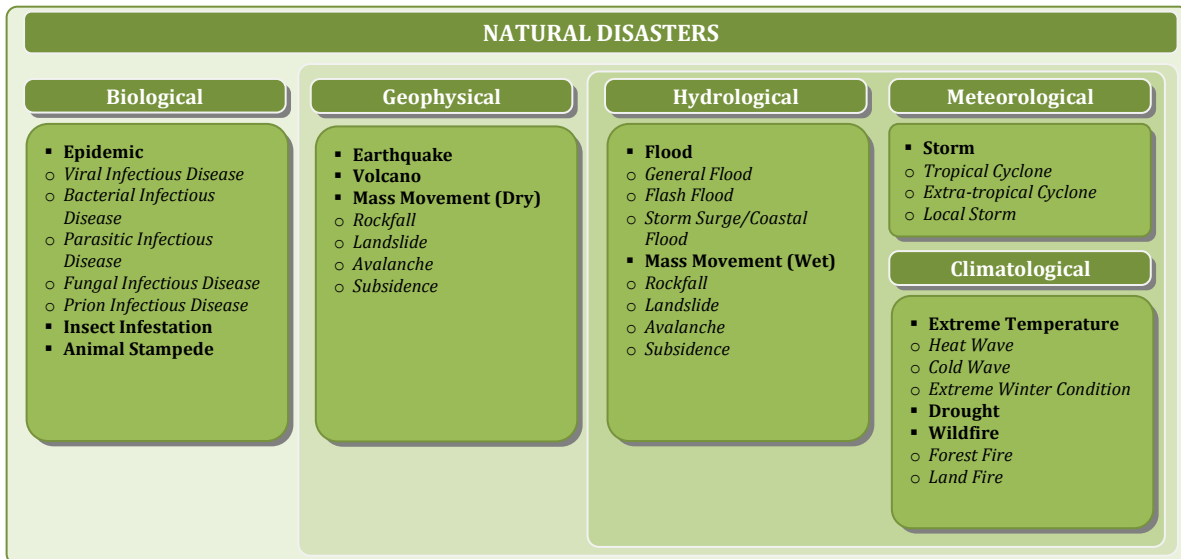 NATURAL DISASTERS
Biological
▪ Epidemic
o Viral Infectious Disease
o Bacterial Infectious
Disease
o Parasitic Infectious
Disease
o Fungal Infectious Disease
o Prion Infectious Disease
▪ Insect Infestation
▪ Animal Stampede
Geophysical
▪ Earthquake
▪ Volcano
▪ Mass Movement (Dry)
o Rockfall
o Landslide
o Avalanche
o Subsidence
Hydrological
▪ Flood
o General Flood
o Flash Flood
o Storm Surge/Coastal
Flood
▪ Mass Movement (Wet)
o Rockfall
o Landslide
o Avalanche
o Subsidence
Meteorological
▪ Storm
o Tropical Cyclone
o Extra-tropical Cyclone
o Local Storm
Climatological
▪ Extreme Temperature
o Heat Wave
o Cold Wave
o Extreme Winter Condition
▪ Drought
▪ Wildfire
o Forest Fire
o Land Fire